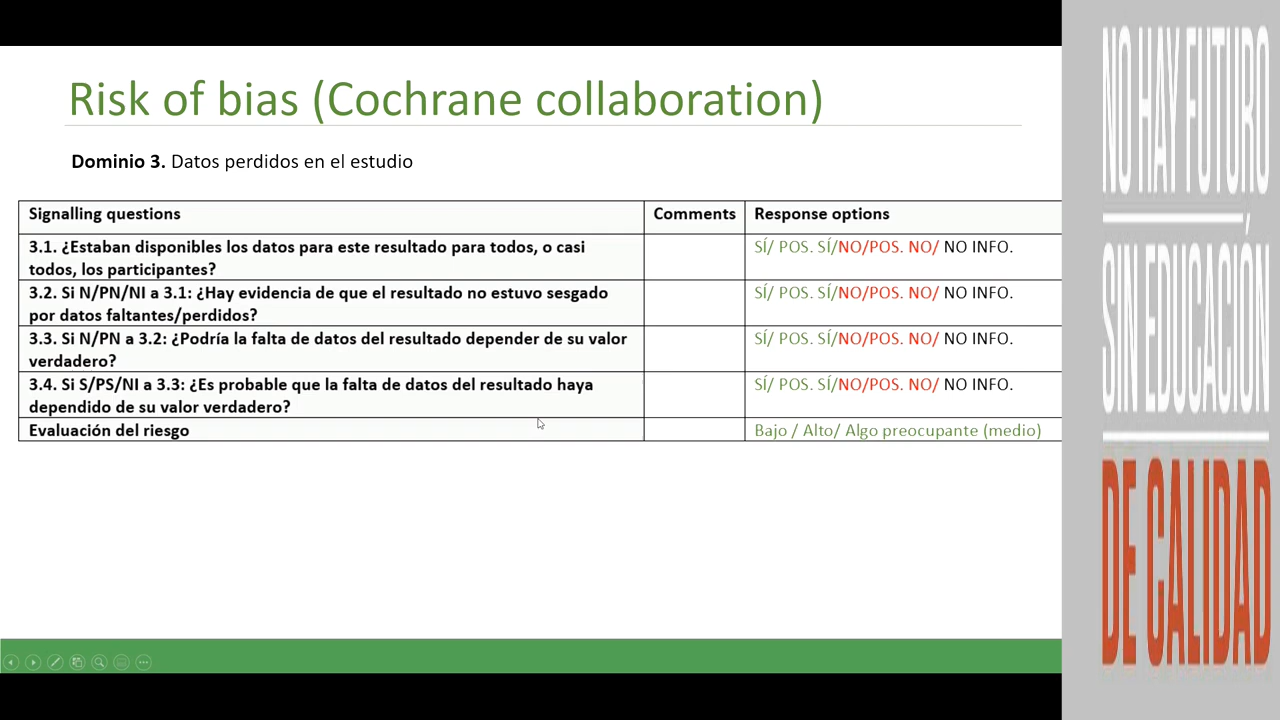 Risk of bias (Cochrane collaboration)
Dominio 3. Datos perdidos en el estudio
Signalling questions
Comments
Response options
3.1. ¿Estaban disponibles los datos para este resultado para todos, o casi
todos, los participantes?
SÍ/ POS. SÍ/NO/POS. NO/ NO INFO.
3.2. Si N/PN/NI a 3.1: ¿Hay evidencia de que el resultado no estuvo sesgado
por datos faltantes/perdidos?
SÍ/ POS. SÍ/NO/POS. NO/ NO INFO.
3.3. Si N/PN a 3.2: ¿Podría la falta de datos del resultado depender de su valor
verdadero?
SÍ/ POS. SÍ/NO/POS. NO/ NO INFO.
3.4. Si S/PS/NI a 3.3: ¿Es probable que la falta de datos del resultado haya
dependido de su valor verdadero?
SÍ/ POS. SÍ/NO/POS. NO/ NO INFO.
Evaluación del riesgo
Bajo / Alto/ Algo preocupante (medio)
NO HAY FUTURO
SIN EDUCACIÓN
DE CALIDAD